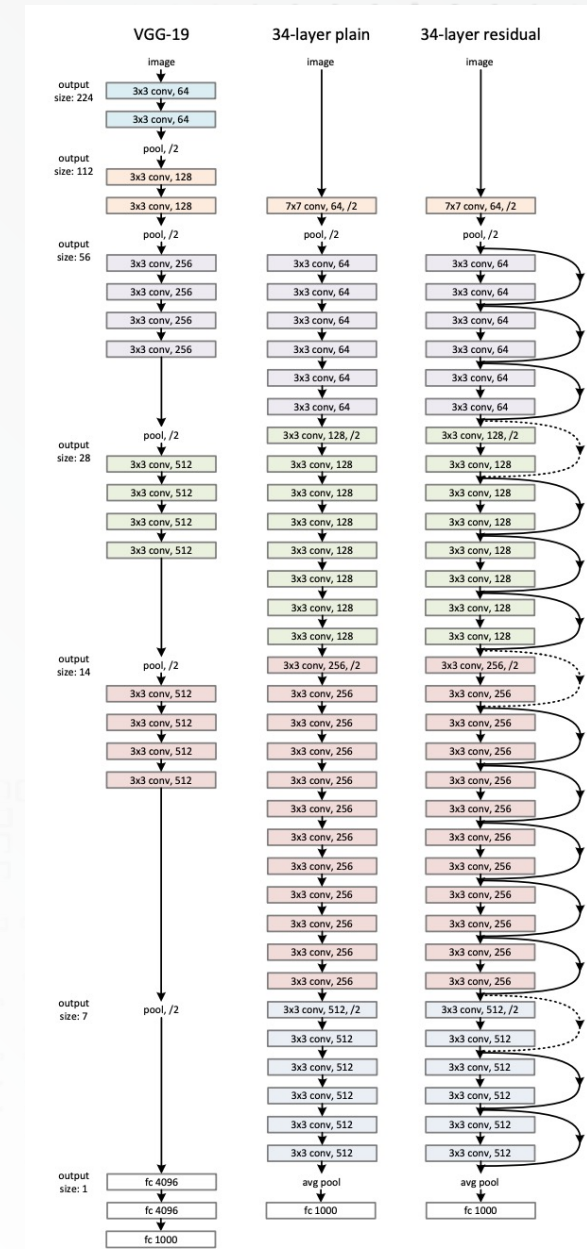 VGG-19
34-layer plain
34-layer residual
output
size: 224
image
3x3 conv, 64
3x3 conv, 64
pool, /2
output
size: 112
3x3 conv, 128
3x3 conv, 128
pool, /2
output
size: 56
3x3 conv, 256
3x3 conv, 256
3x3 conv, 256
3x3 conv, 256
pool, /2
output
size: 28
3x3 conv, 512
3x3 conv, 512
3x3 conv, 512
3x3 conv, 512
pool, /2
output
size: 14
3x3 conv, 512
3x3 conv, 512
3x3 conv, 512
3x3 conv, 512
pool, /2
output
size: 7
output
size: 1
fc 4096
fc 4096
fc 1000
image
7x7 conv, 64, /2
pool, /2
3x3 conv, 64
3x3 conv, 64
3x3 conv, 64
3x3 conv, 64
3x3 conv, 64
3x3 conv, 64
3x3 conv, 128, /2
3x3 conv, 128
3x3 conv, 128
3x3 conv, 128
3x3 conv, 128
3x3 conv, 128
3x3 conv, 128
3x3 conv, 128
3x3 conv, 256, /2
3x3 conv, 256
3x3 conv, 256
3x3 conv, 256
3x3 conv, 256
3x3 conv, 256
3x3 conv, 256
3x3 conv, 256
3x3 conv, 256
3x3 conv, 256
3x3 conv, 256
3x3 conv, 256
3x3 conv, 512, /2
3x3 conv, 512
3x3 conv, 512
3x3 conv, 512
3x3 conv, 512
3x3 conv, 512
avg pool
fc 1000
image
7x7 conv, 64, /2
pool, /2
3x3 conv, 64
3x3 conv, 64
3x3 conv, 64
3x3 conv, 64
3x3 conv, 64
3x3 conv, 64
3x3 conv, 128, /2
3x3 conv, 128
3x3 conv, 128
3x3 conv, 128
3x3 conv, 128
3x3 conv, 128
3x3 conv, 128
3x3 conv, 128
3x3 conv, 256, /2
3x3 conv, 256
3x3 conv, 256
3x3 conv, 256
3x3 conv, 256
3x3 conv, 256
3x3 conv, 256
3x3 conv, 256
3x3 conv, 256
3x3 conv, 256
3x3 conv, 256
3x3 conv, 256
3x3 conv, 512, /2
3x3 conv, 512
3x3 conv, 512
3x3 conv, 512
3x3 conv, 512
3x3 conv, 512
avg pool
fc 1000